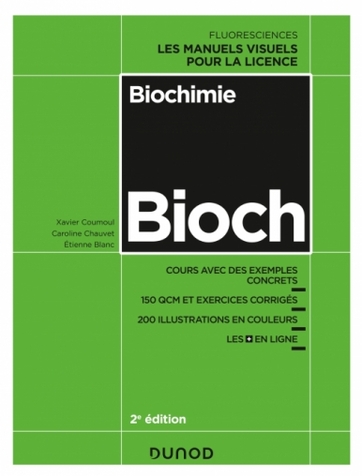 FLUORESCIENCES
LES MANUELS VISUELS
POUR LA LICENCE
Biochimie
Bioch
Xavier Coumoul
Caroline Chauvet
Étienne Blanc
COURS AVEC DES EXEMPLES
CONCRETS
150 QCM ET EXERCICES CORRIGÉS
200 ILLUSTRATIONS EN COULEURS
LES + EN LIGNE
2e édition
DUNOD